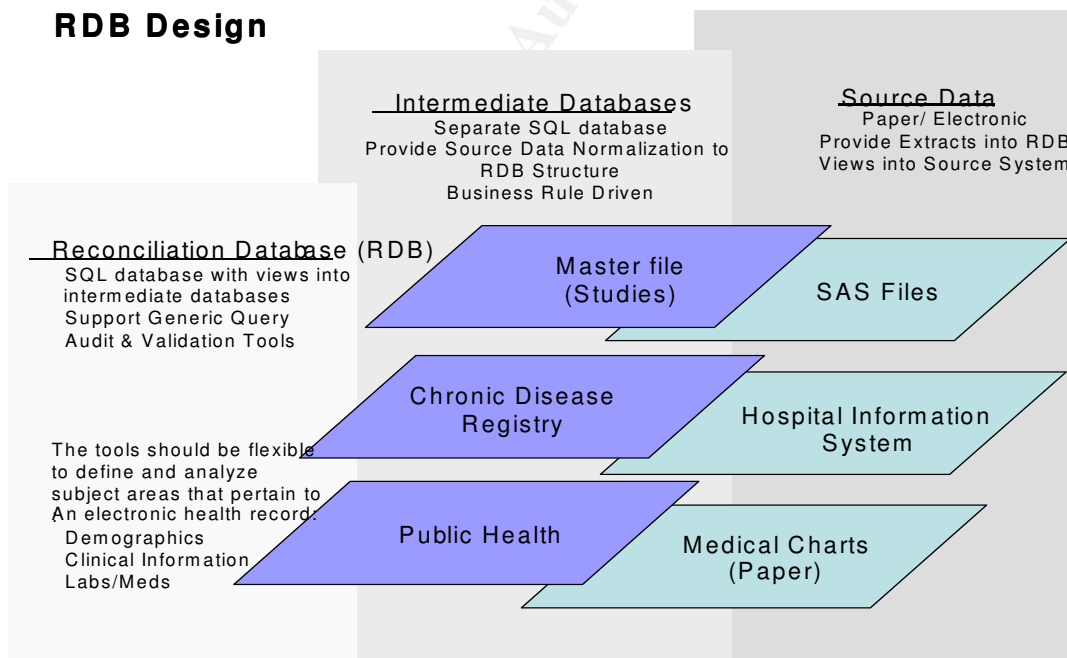 RDB Design
Au
Intermediate Databases
Separate SQL database
Provide Source Data Normalization to
RDB Structure
Business Rule Driven
Source Data
Paper/ Electronic
Provide Extracts into RDB
Views into Source System
Reconciliation Database (RDB)
SQL database with views into
intermediate databases
Support Generic Query
Audit & Validation Tools
The tools should be flexible
to define and analyze
subject areas that pertain to
An electronic health record:
Demographics
Clinical Information
Labs/Meds
Master file
(Studies)
SAS Files
Chronic Disease
Registry
Hospital Information
System
Public Health
Medical Charts
(Paper)